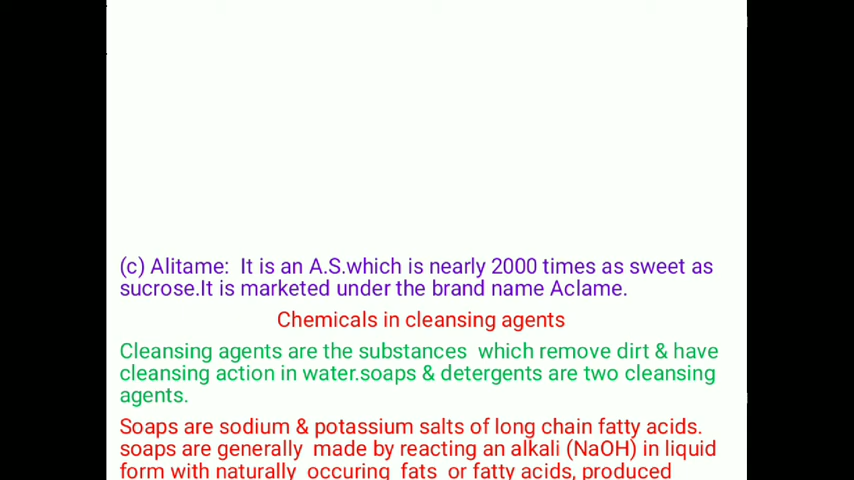 (c) Alitame:  It is an A.S.which is nearly 2000 times as sweet as
sucrose.It is marketed under the brand name Aclame.
Chemicals in cleansing agents
Cleansing agents are the substances  which remove dirt & have
cleansing action in water.soaps & detergents are two cleansing
agents.
Soaps are sodium & potassium salts of long chain fatty acids.
soaps are generally  made by reacting an alkali (NaOH) in liquid
form with naturally  occuring  fats  or fatty acids, produced